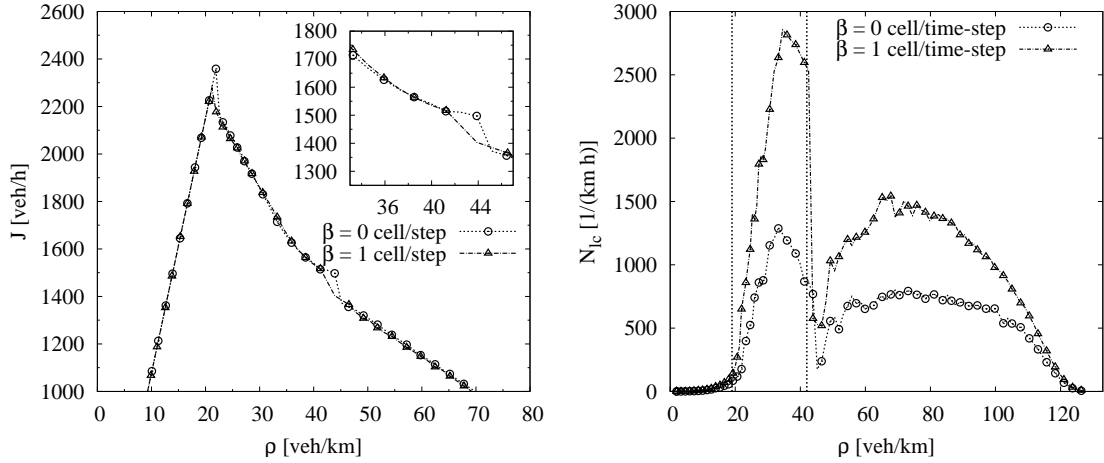 2600
2400
2200
2000
1800
1600
1400
1200
1000
J [veh/h]
0 10 20 30 40 50 60 70 80
ρ [veh/km]
1800
1700
1600
1500
1400
1300
36 40 44 48
β = 0 cell/step
β = 1 cell/step
3000
2500
2000
1500
1000
500
0
N_lc [1/(km h)]
0 20 40 60 80 100 120
ρ [veh/km]
β = 0 cell/time-step
β = 1 cell/time-step